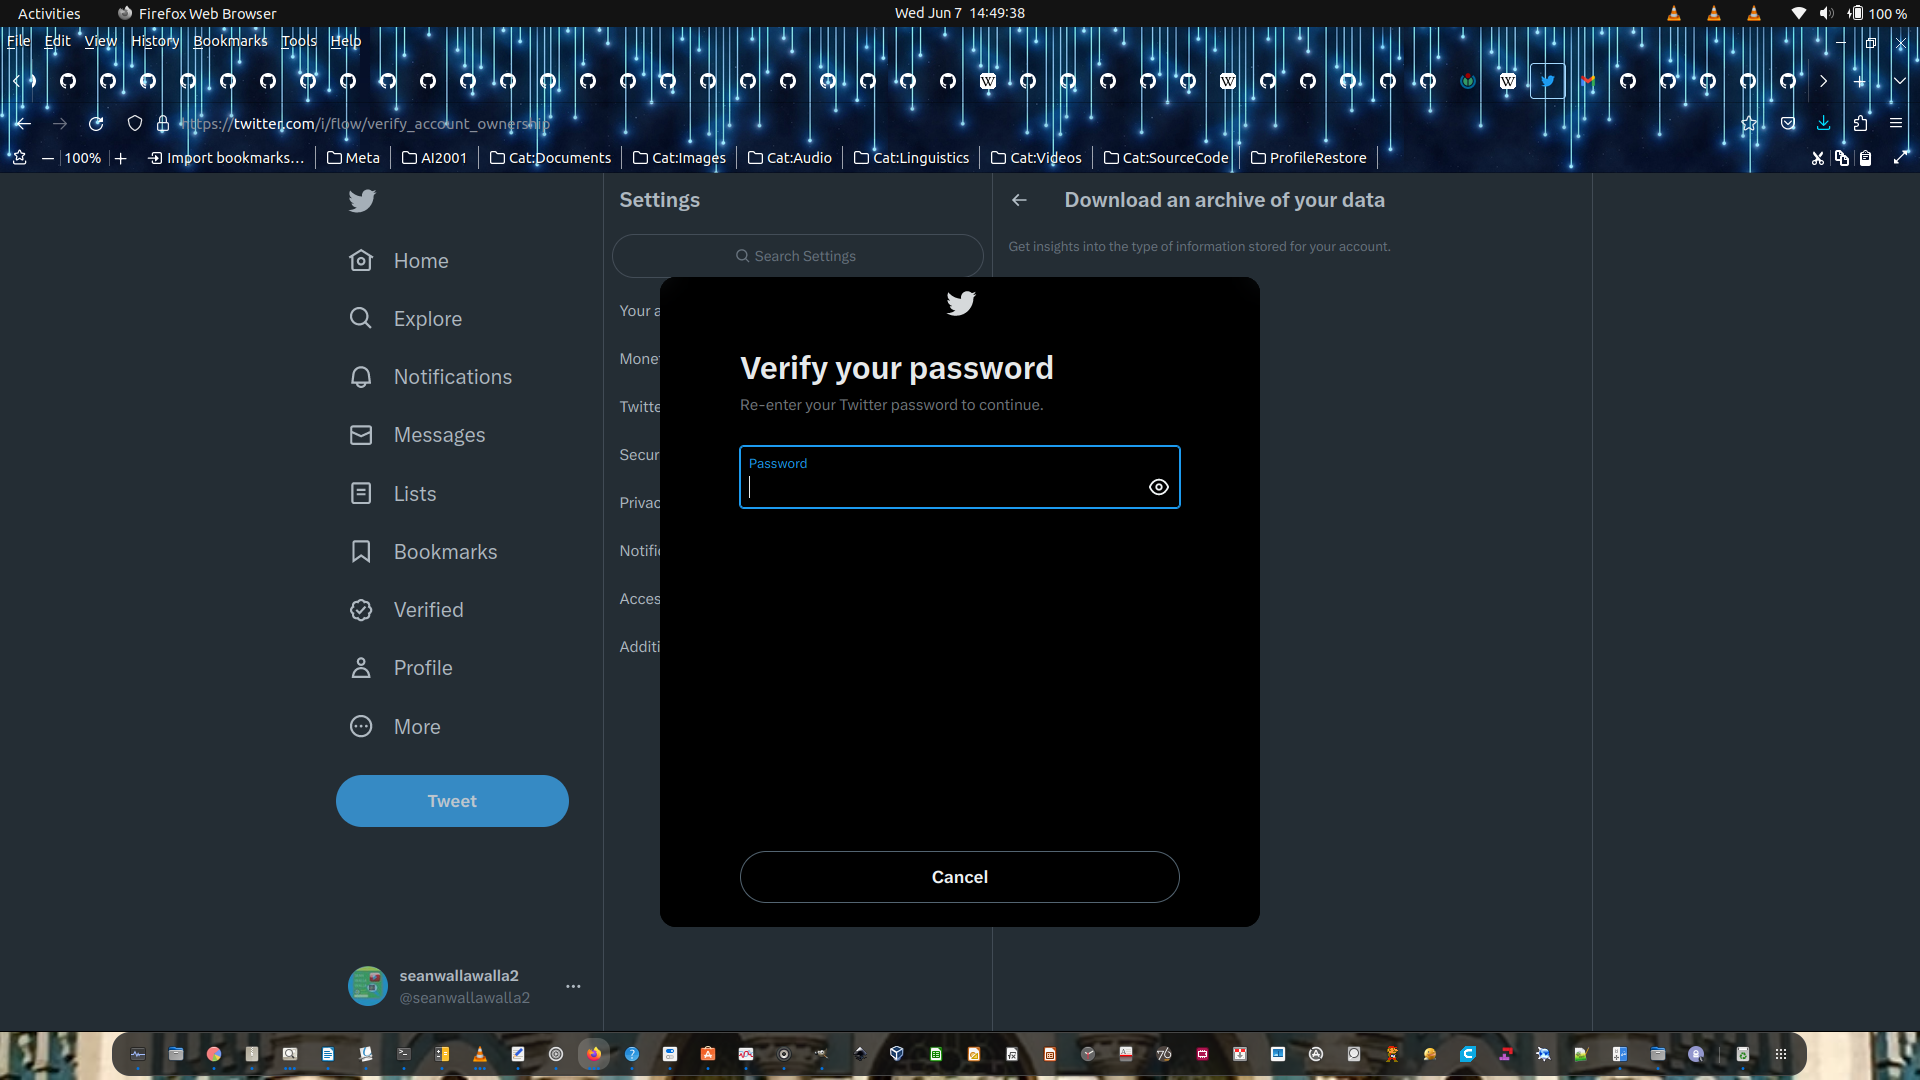 Activities
Firefox Web Browser
Wed Jun 7 14:49:38
100 %
File Edit View History Bookmarks Tools Help
https://twitter.com/i/flow/verify_account_ownership
100%
Import bookmarks...
Meta
AI2001
Cat:Documents
Cat:Images
Cat:Audio
Cat:Linguistics
Cat:Videos
Cat:SourceCode
ProfileRestore
Home
Explore
Notifications
Messages
Lists
Bookmarks
Verified
Profile
More
Tweet
seanwallawalla2
@seanwallawalla2
Settings
Search Settings
Your a
Mone
Twitte
Secur
Privac
Notific
Acces
Additi
Download an archive of your data
Get insights into the type of information stored for your account.
Verify your password
Re-enter your Twitter password to continue.
Password
Cancel